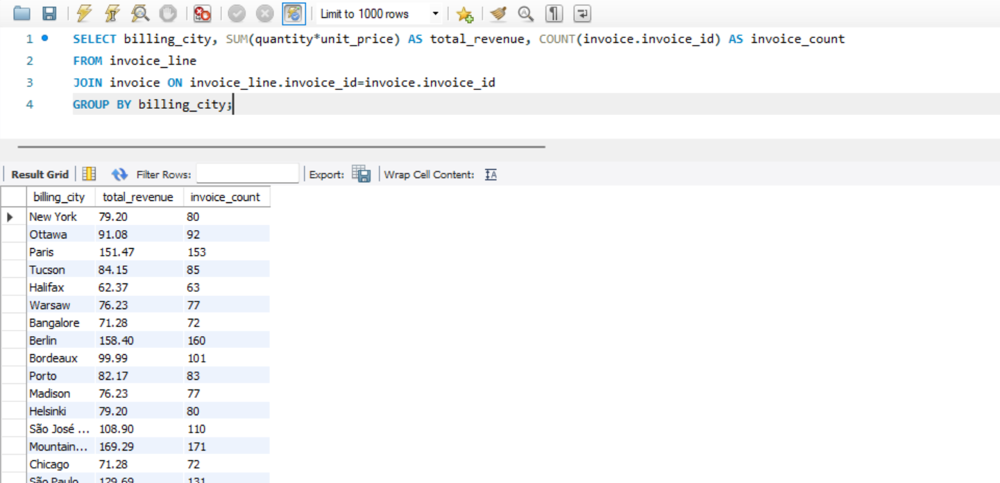 Limit to 1000 rows
1 SELECT billing_city, SUM(quantity*unit_price) AS total_revenue, COUNT(invoice.invoice_id) AS invoice_count
2 FROM invoice_line
3 JOIN invoice ON invoice_line.invoice_id=invoice.invoice_id
4 GROUP BY billing_city;
Result Grid Filter Rows: Export: Wrap Cell Content: IA
billing_city total_revenue invoice_count
New York 79.20 80
Ottawa 91.08 92
Paris 151.47 153
Tucson 84.15 85
Halifax 62.37 63
Warsaw 76.23 77
Bangalore 71.28 72
Berlin 158.40 160
Bordeaux 99.99 101
Porto 82.17 83
Madison 76.23 77
Helsinki 79.20 80
São José ... 108.90 110
Mountain... 169.29 171
Chicago 71.28 72
São Paulo 129.69 131